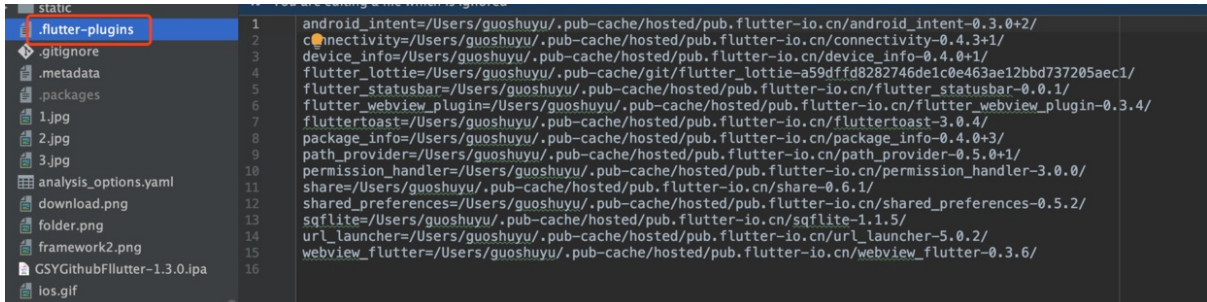 static
.flutter-plugins
.gitignore
.metadata
.packages
1.jpg
2.jpg
3.jpg
analysis_options.yaml
download.png
folder.png
framework2.png
GSYGithubFllutter-1.3.0.ipa
ios.gif
You are editing a file which is ignored
1 android_intent=/Users/guoshuyu/.pub-cache/hosted/pub.flutter-io.cn/android_intent-0.3.0+2/
2 connectivity=/Users/guoshuyu/.pub-cache/hosted/pub.flutter-io.cn/connectivity-0.4.3+1/
3 device_info=/Users/guoshuyu/.pub-cache/hosted/pub.flutter-io.cn/device_info-0.4.0+1/
4 flutter_lottie=/Users/guoshuyu/.pub-cache/git/flutter_lottie-a59dffd8282746de1c0e463ae12bbd737205aec1/
5 flutter_statusbar=/Users/guoshuyu/.pub-cache/hosted/pub.flutter-io.cn/flutter_statusbar-0.0.1/
6 flutter_webview_plugin=/Users/guoshuyu/.pub-cache/hosted/pub.flutter-io.cn/flutter_webview_plugin-0.3.4/
7 fluttertoast=/Users/guoshuyu/.pub-cache/hosted/pub.flutter-io.cn/fluttertoast-3.0.4/
8 package_info=/Users/guoshuyu/.pub-cache/hosted/pub.flutter-io.cn/package_info-0.4.0+3/
9 path_provider=/Users/guoshuyu/.pub-cache/hosted/pub.flutter-io.cn/path_provider-0.5.0+1/
10 permission_handler=/Users/guoshuyu/.pub-cache/hosted/pub.flutter-io.cn/permission_handler-3.0.0/
11 share=/Users/guoshuyu/.pub-cache/hosted/pub.flutter-io.cn/share-0.6.1/
12 shared_preferences=/Users/guoshuyu/.pub-cache/hosted/pub.flutter-io.cn/shared_preferences-0.5.2/
13 sqflite=/Users/guoshuyu/.pub-cache/hosted/pub.flutter-io.cn/sqflite-1.1.5/
14 url_launcher=/Users/guoshuyu/.pub-cache/hosted/pub.flutter-io.cn/url_launcher-5.0.2/
15 webview_flutter=/Users/guoshuyu/.pub-cache/hosted/pub.flutter-io.cn/webview_flutter-0.3.6/
16